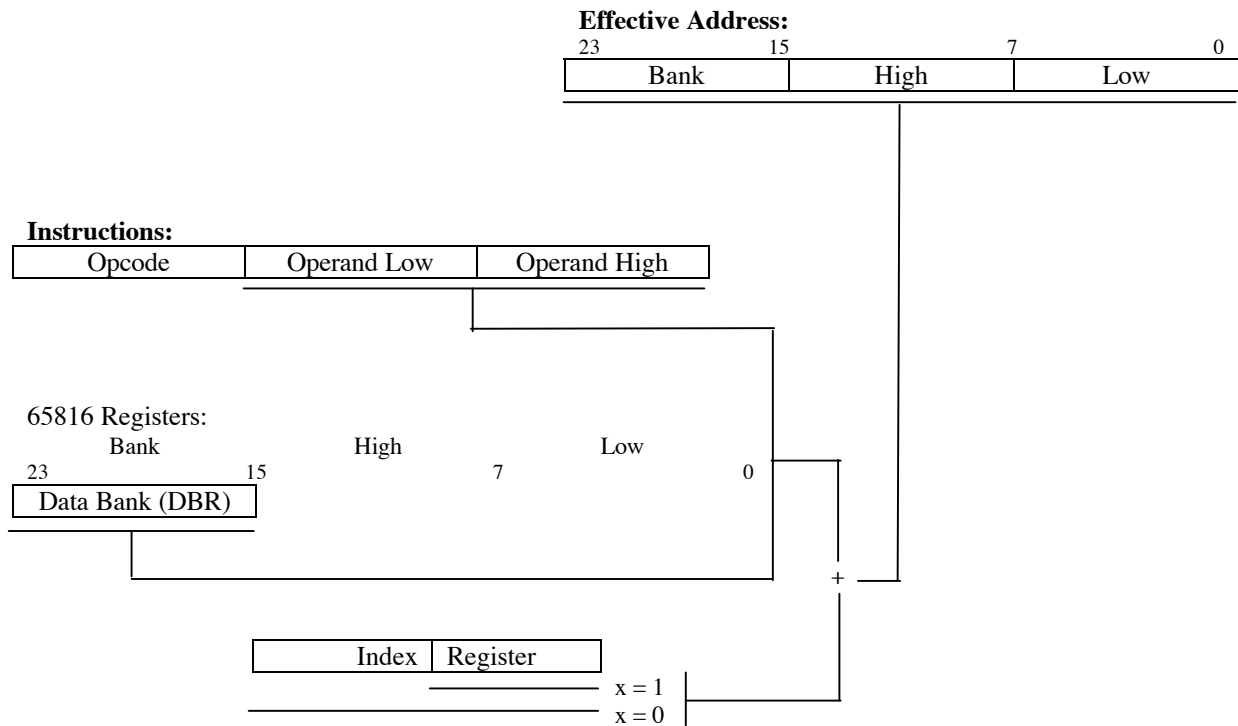 Effective Address:
23 15 7 0
Bank High Low
Instructions:
Opcode Operand Low Operand High
65816 Registers:
Bank High Low
23 15 7 0
Data Bank (DBR)
+
Index Register
x = 1
x = 0